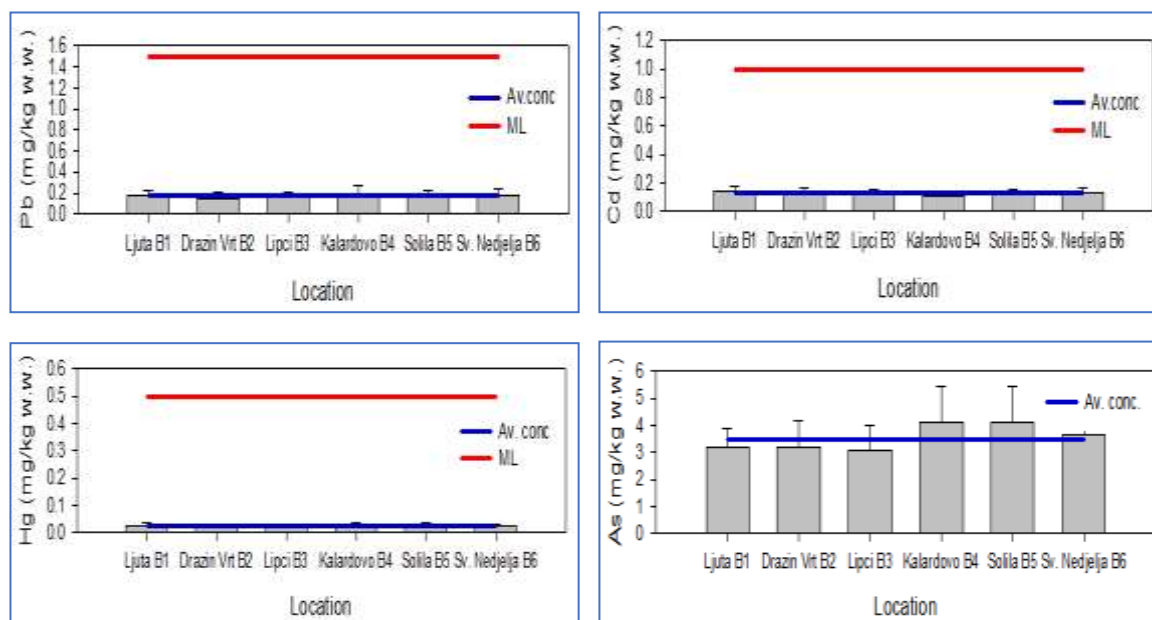 Pb (mg/kg w.w.)
1.6
1.4
1.2
1.0
0.8
0.6
0.4
0.2
0.0
Av.conc
ML
Ljuta B1 Drazin Vrt B2 Lipci B3 Kalardovo B4 Solila B5 Sv. Nedjelja B6
Location
Cd (mg/kg w.w.)
1.2
1.0
0.8
0.6
0.4
0.2
0.0
Av.conc
ML
Ljuta B1 Drazin Vrt B2 Lipci B3 Kalardovo B4 Solila B5 Sv. Nedjelja B6
Location
Hg (mg/kg w.w.)
0.6
0.5
0.4
0.3
0.2
0.1
0.0
Av. conc
ML
Ljuta B1 Drazin Vrt B2 Lipci B3 Kalardovo B4 Solila B5 Sv. Nedjelja B6
Location
As (mg/kg w.w.)
6
5
4
3
2
1
0
Av. conc.
Ljuta B1 Drazin Vrt B2 Lipci B3 Kalardovo B4 Solila B5 Sv. Nedjelja B6
Location